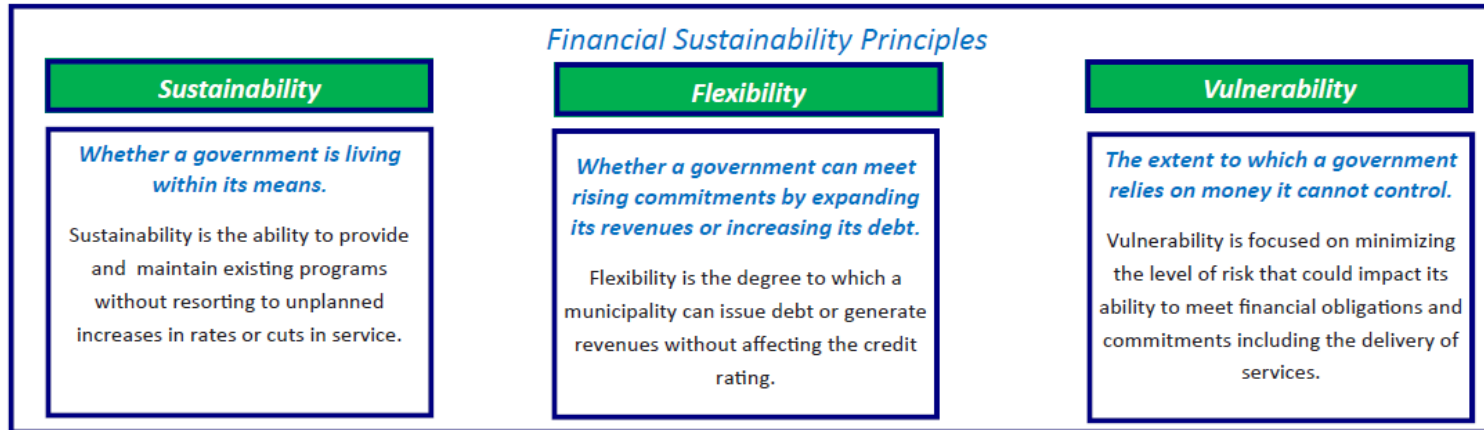 Financial Sustainability Principles
Sustainability
Whether a government is living
within its means.
Sustainability is the ability to provide
and maintain existing programs
without resorting to unplanned
increases in rates or cuts in service.
Flexibility
Whether a government can meet
rising commitments by expanding
its revenues or increasing its debt.
Flexibility is the degree to which a
municipality can issue debt or generate
revenues without affecting the credit
rating.
Vulnerability
The extent to which a government
relies on money it cannot control.
Vulnerability is focused on minimizing
the level of risk that could impact its
ability to meet financial obligations and
commitments including the delivery of
services.